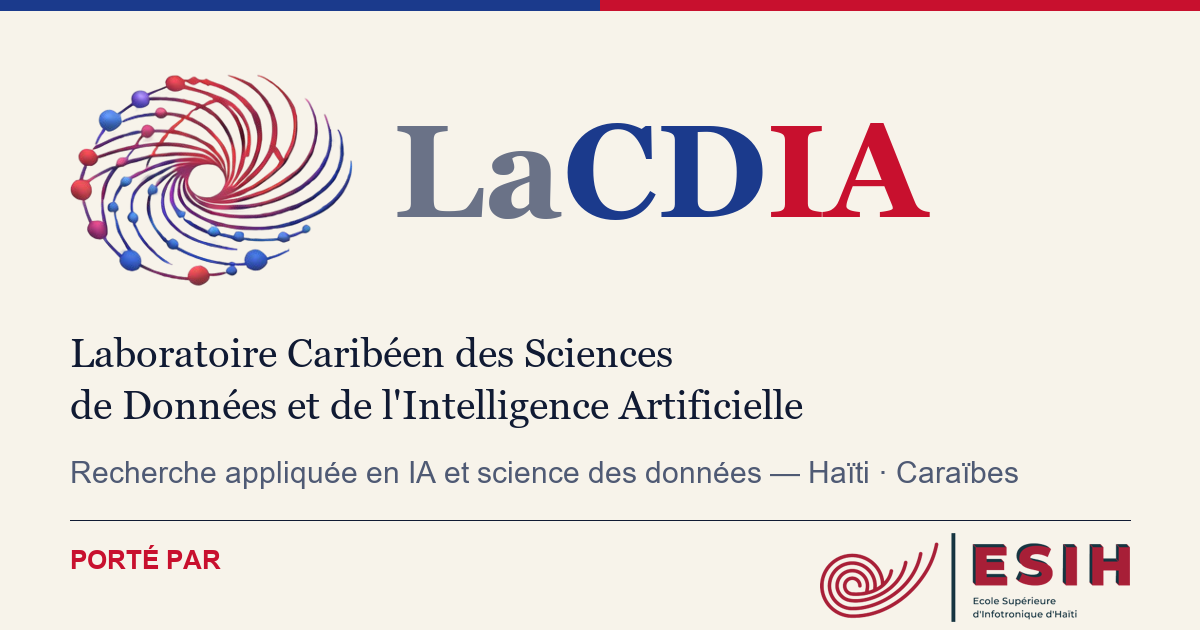 LaCDIA
Laboratoire Caribéen des Sciences
de Données et de l'Intelligence Artificielle
Recherche appliquée en IA et science des données — Haïti · Caraïbes
PORTÉ PAR
ESIH
Ecole Supérieure
d'Infotronique d'Haïti